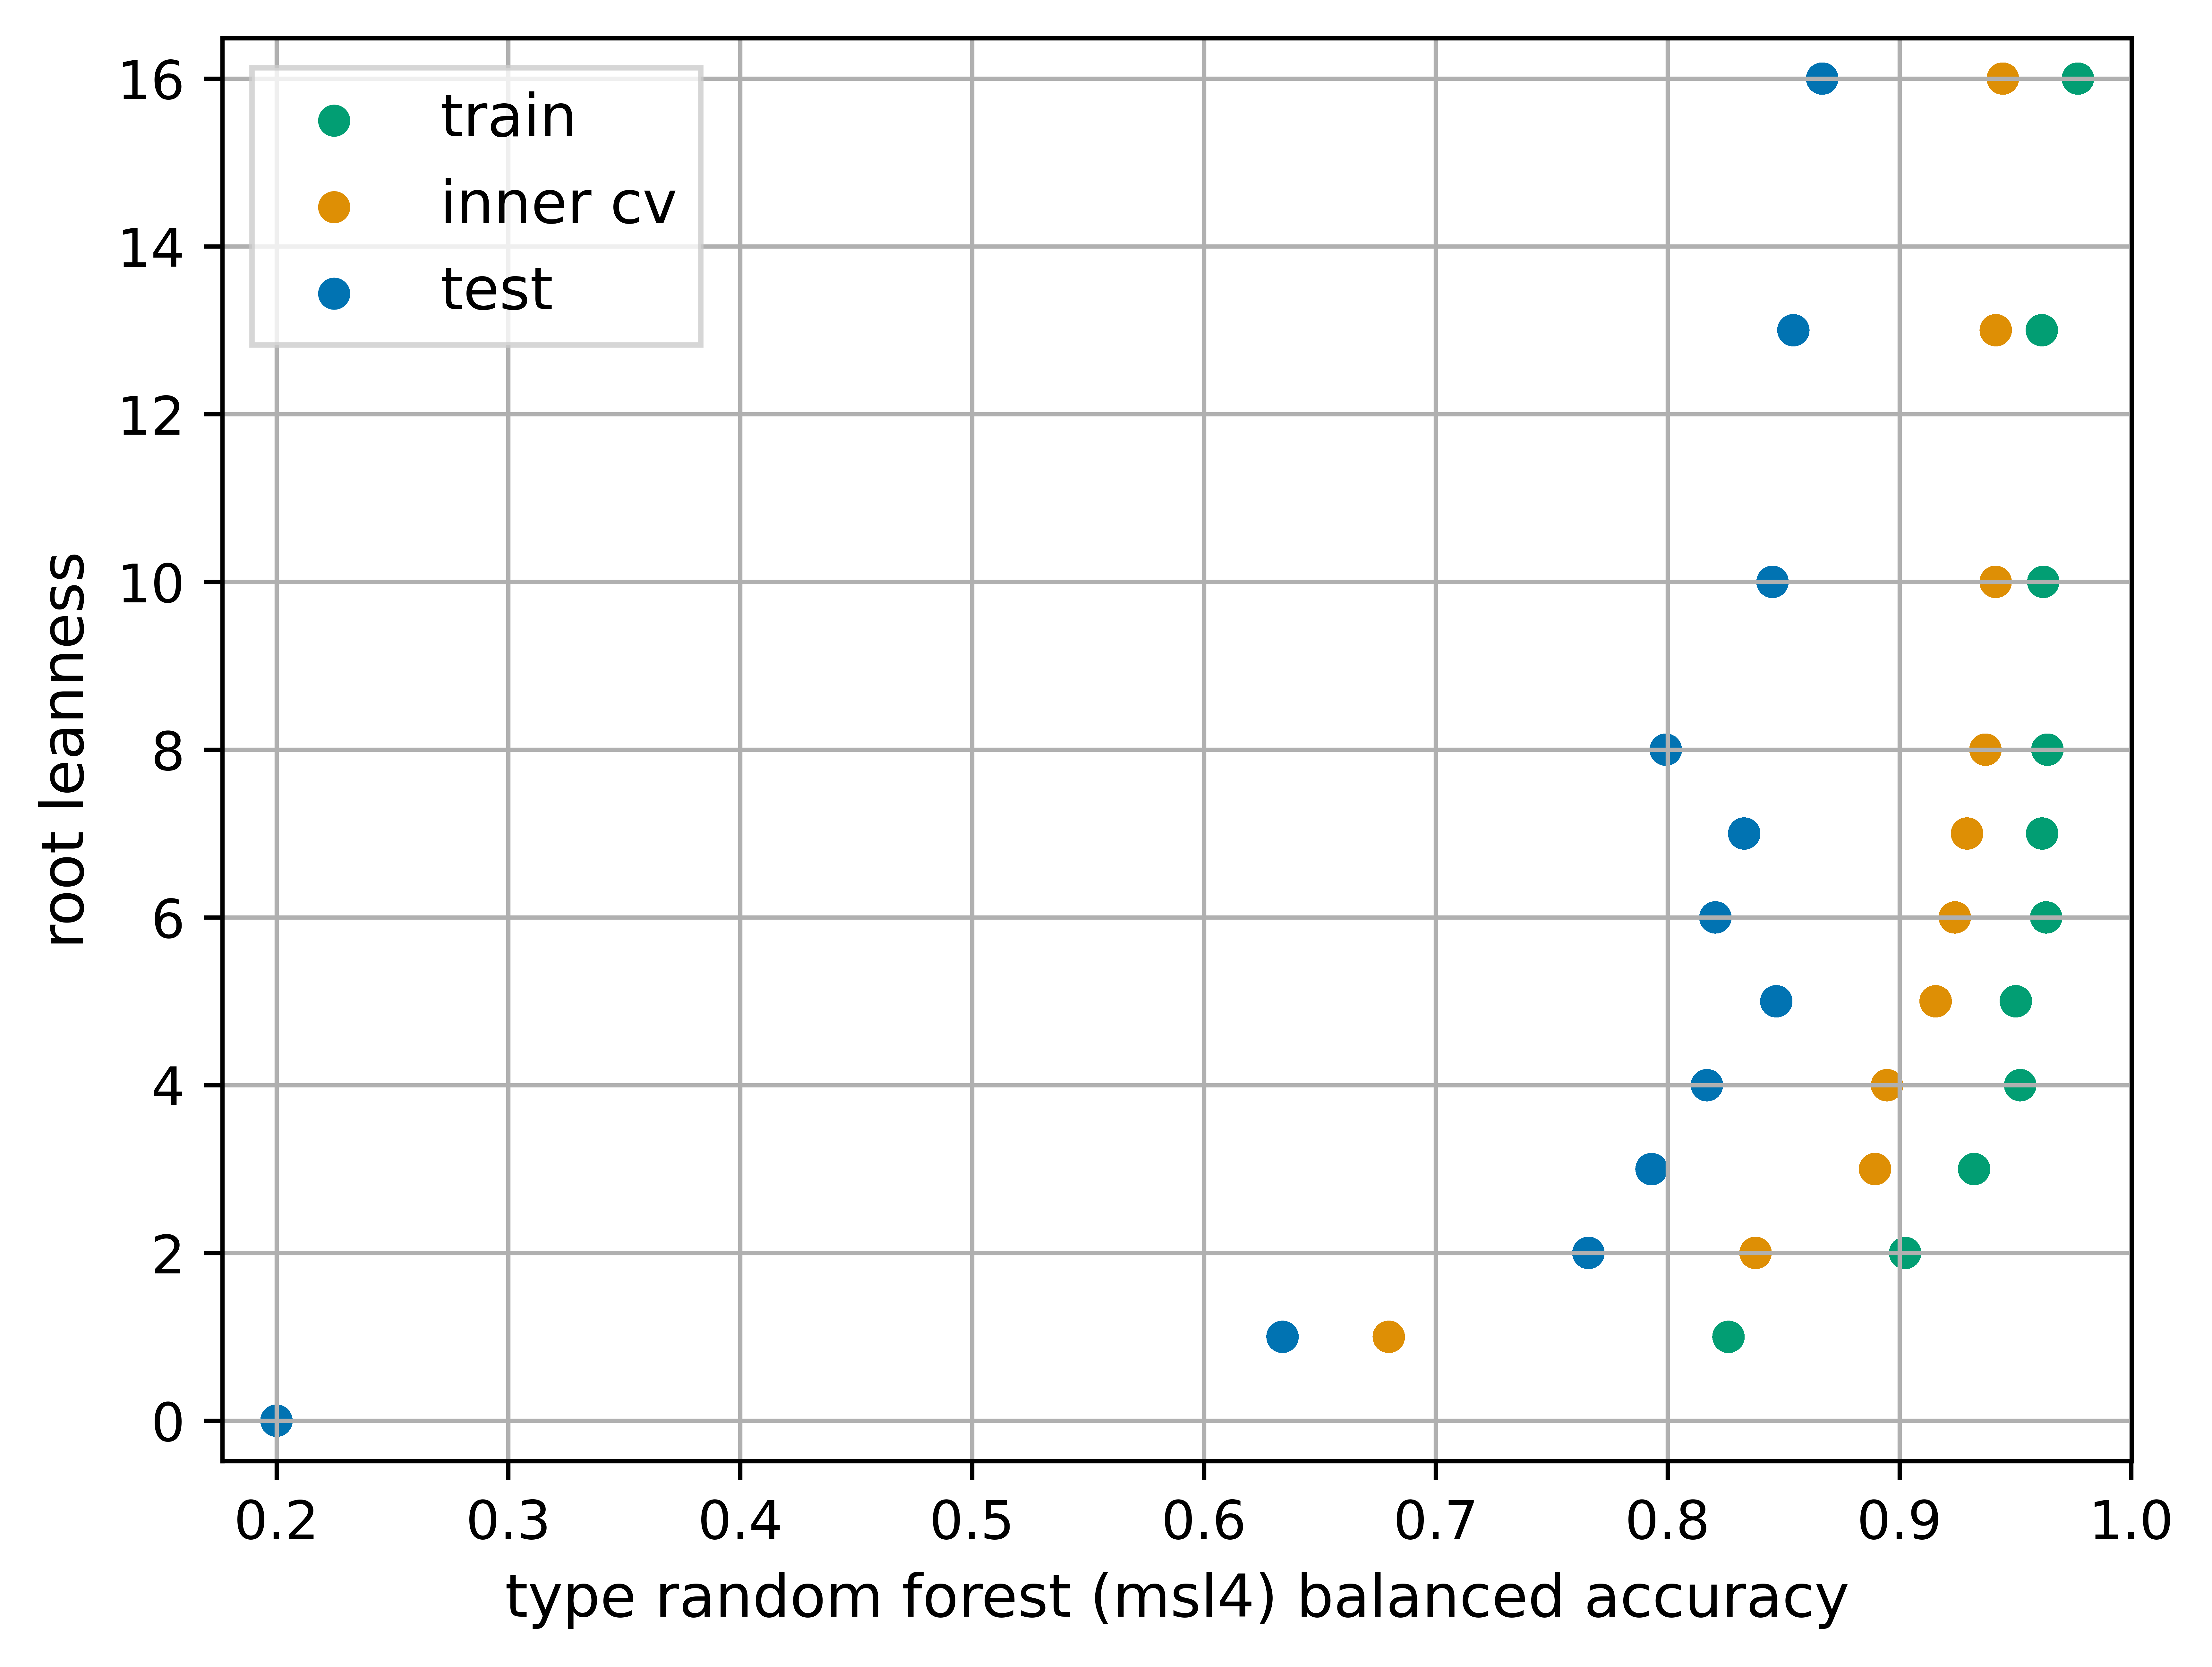 train
inner cv
test
16
14
12
10
8
6
4
2
0
root leanness
0.2 0.3 0.4 0.5 0.6 0.7 0.8 0.9 1.0
type random forest (msl4) balanced accuracy